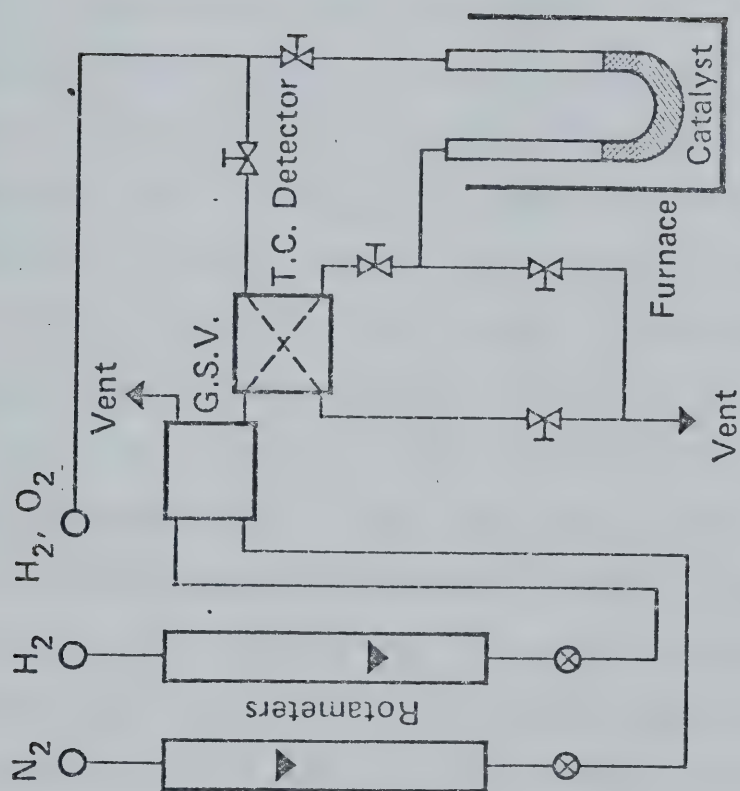 N2
H2
H2, O2
Rotameters
Vent
G.S.V.
T.C. Detector
Vent
Furnace
Catalyst